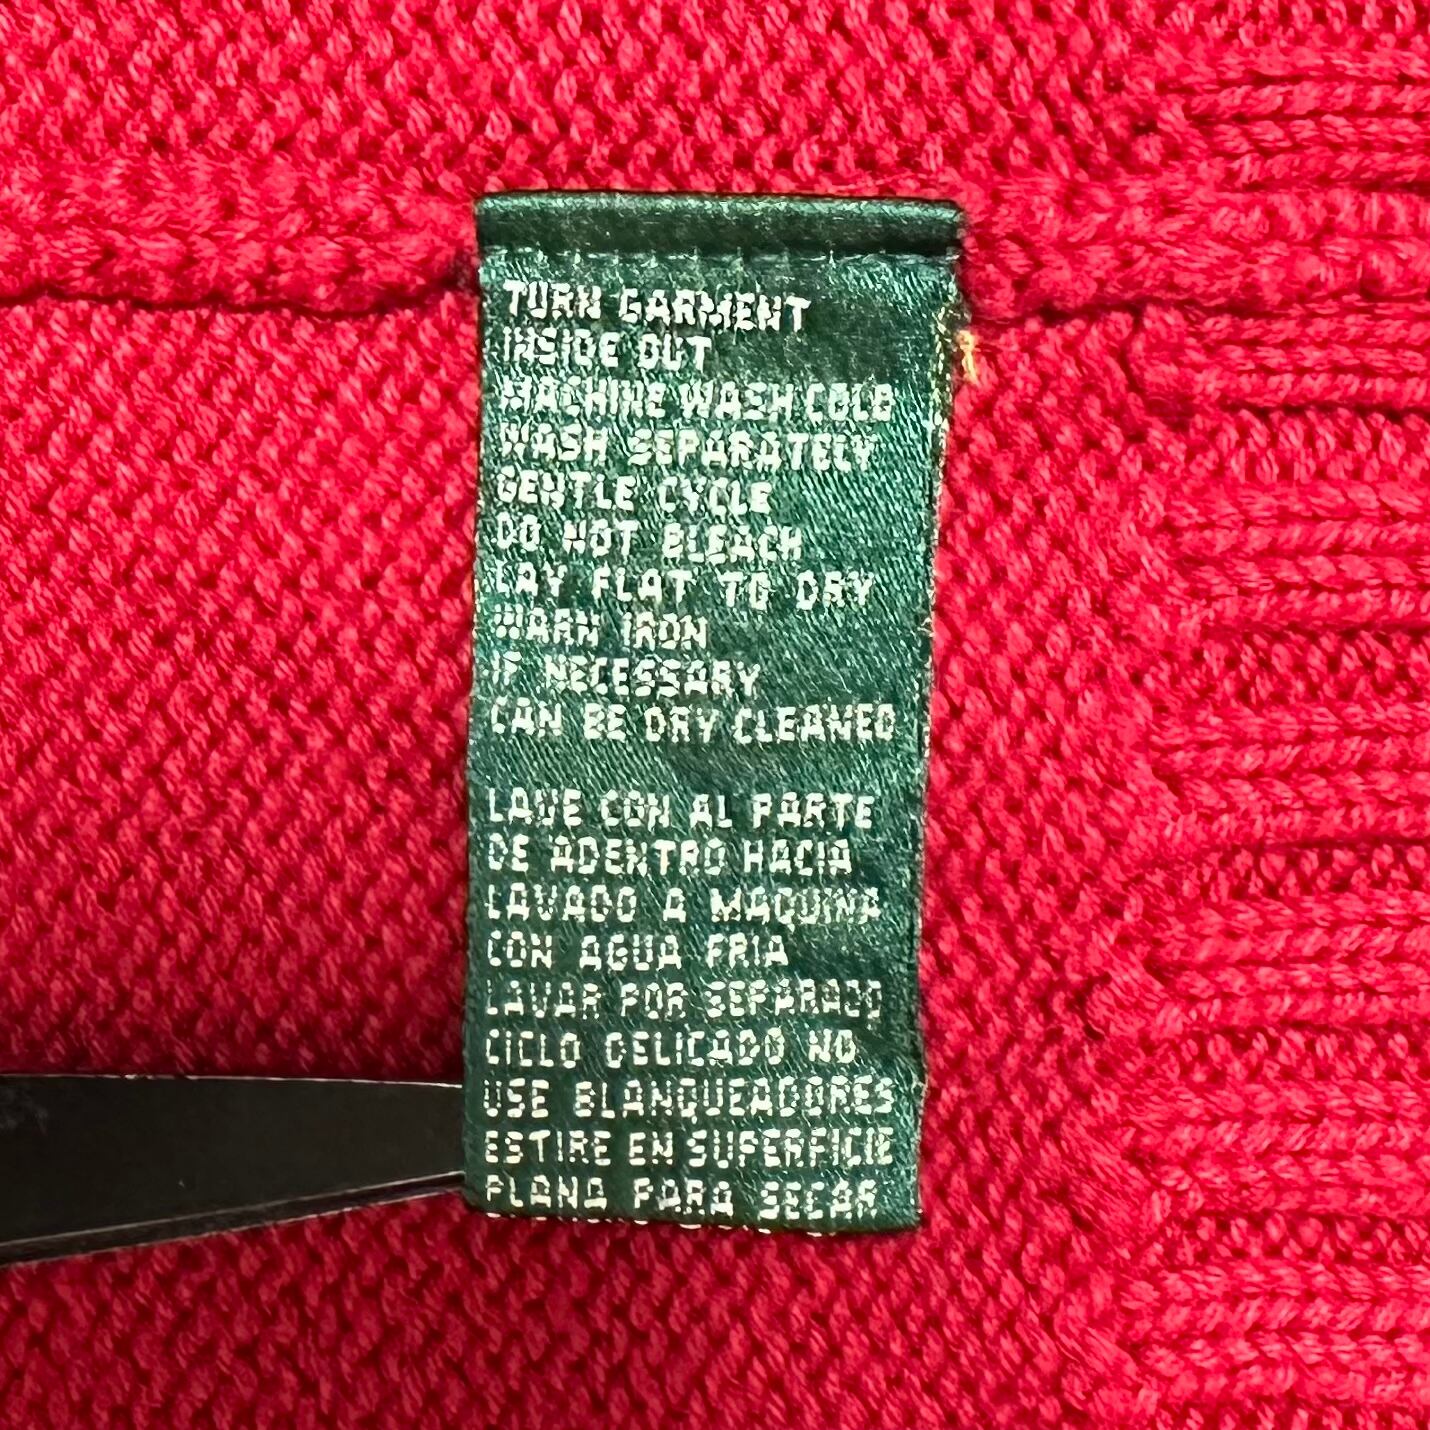 TURN GARMENT
INSIDE OUT
MACHINE WASH COLD
WASH SEPARATELY
GENTLE CYCLE
DO NOT BLEACH
LAY FLAT TO DRY
WARM IRON
IF NECESSARY
CAN BE DRY CLEANED
LAVE CON AL PARTE
DE ADENTRO HACIA
LAVADO A MAQUINA
CON AGUA FRIA
LAVAR POR SEPARADO
CICLO DELICADO NO
USE BLANQUEADORES
ESTIRE EN SUPERFICIE
PLANA PARA SECAR